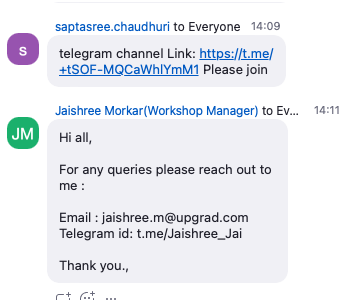 saptasree.chaudhuri to Everyone 14:09
s
telegram channel Link: https://t.me/
+tSOF-MQCaWhlYmM1 Please join
Jaishree Morkar(Workshop Manager) to Ev... 14:11
JM
Hi all,
For any queries please reach out to
me :
Email : jaishree.m@upgrad.com
Telegram id: t.me/Jaishree_Jai
Thank you.,